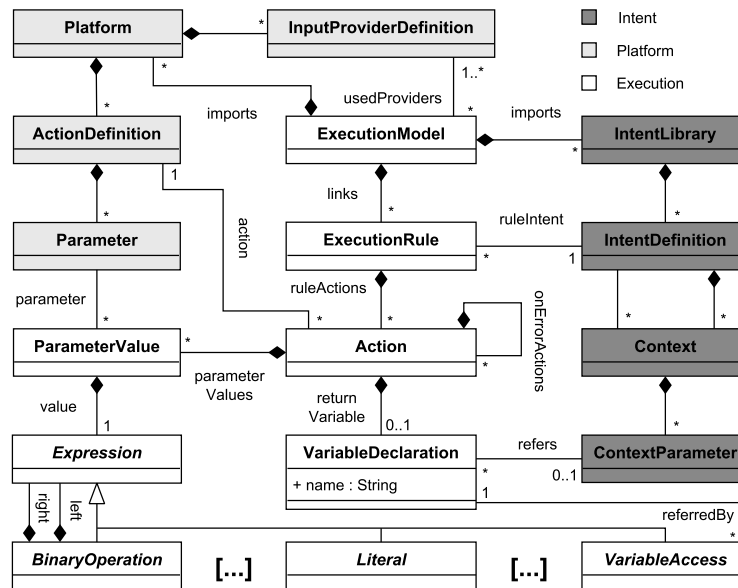 Platform
*
InputProviderDefinition
Intent
Platform
Execution
*
1..*
imports
usedProviders
*
*
ActionDefinition
ExecutionModel
imports
IntentLibrary
*
1
links
*
*
*
action
ruleIntent
Parameter
ExecutionRule
IntentDefinition
*
1
parameter
ruleActions
onErrorActions
*
*
*
*
*
ParameterValue
*
Action
Context
*
parameter
Values
value
return
Variable
*
1
0..1
Expression
VariableDeclaration
refers
ContextParameter
*
0..1
+ name : String
1
right
left
referredBy
*
BinaryOperation
[...]
Literal
[...]
VariableAccess